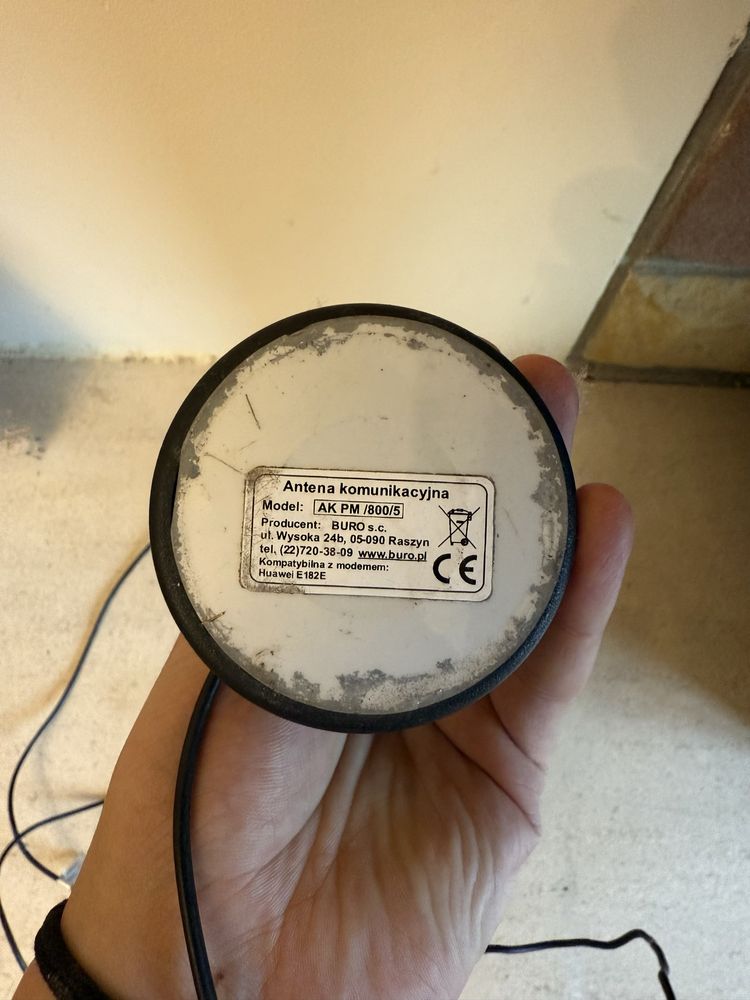 Antena komunikacyjna
Model: AK PM /800/5
Producent: BURO s.c.
ul. Wysoka 24b, 05-090 Raszyn
tel. (22)720-38-09 www.buro.pl
Kompatybilna z modemem:
Huawei E182E
CE